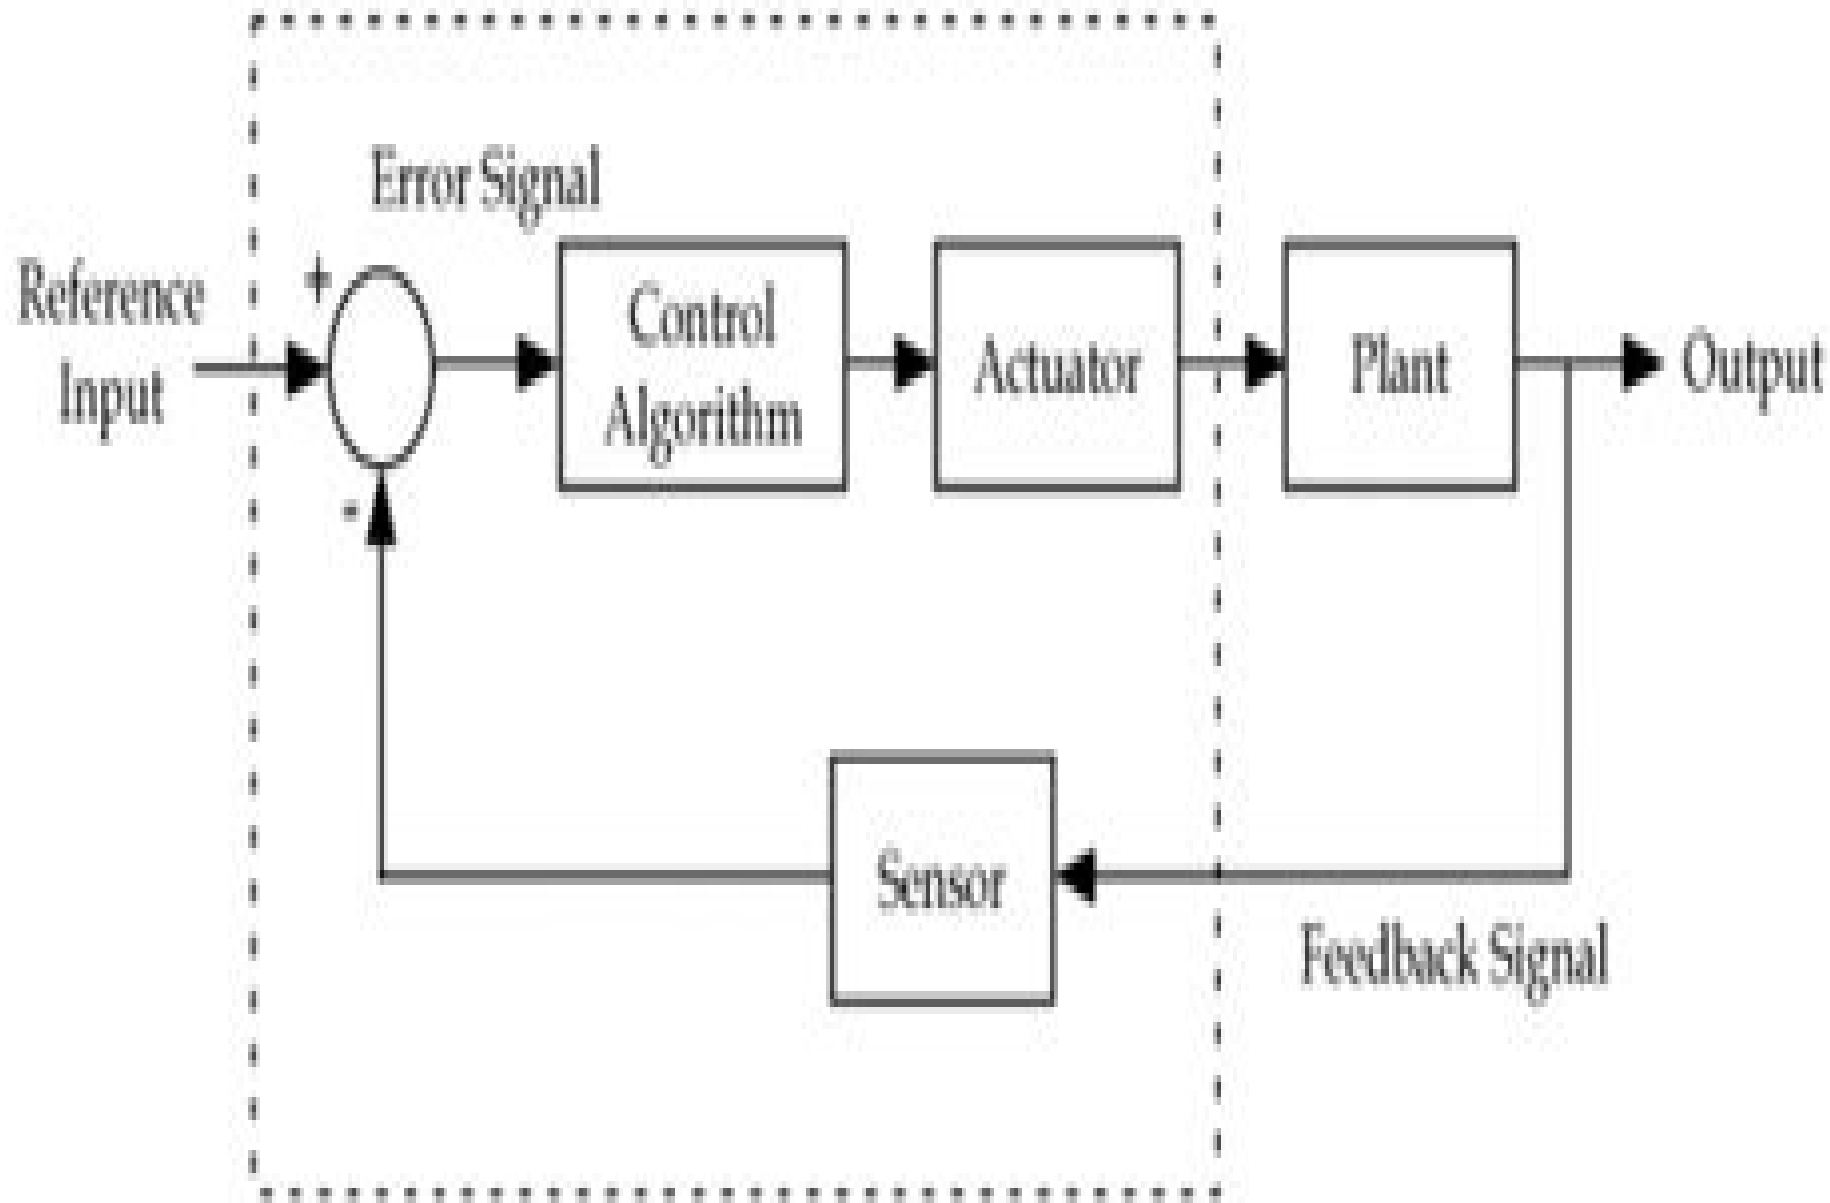 Error Signal
+
Reference
Input
Control
Algorithm
Actuator
Plant
Output
-
Sensor
Feedback Signal